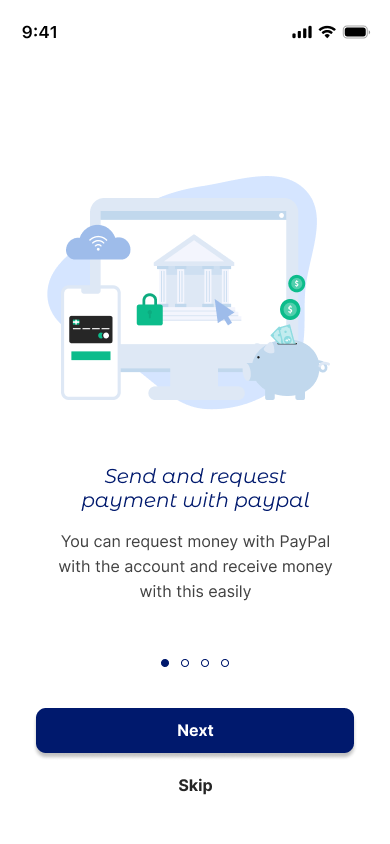 9:41
Send and request
payment with paypal
You can request money with PayPal
with the account and receive money
with this easily
Next
Skip